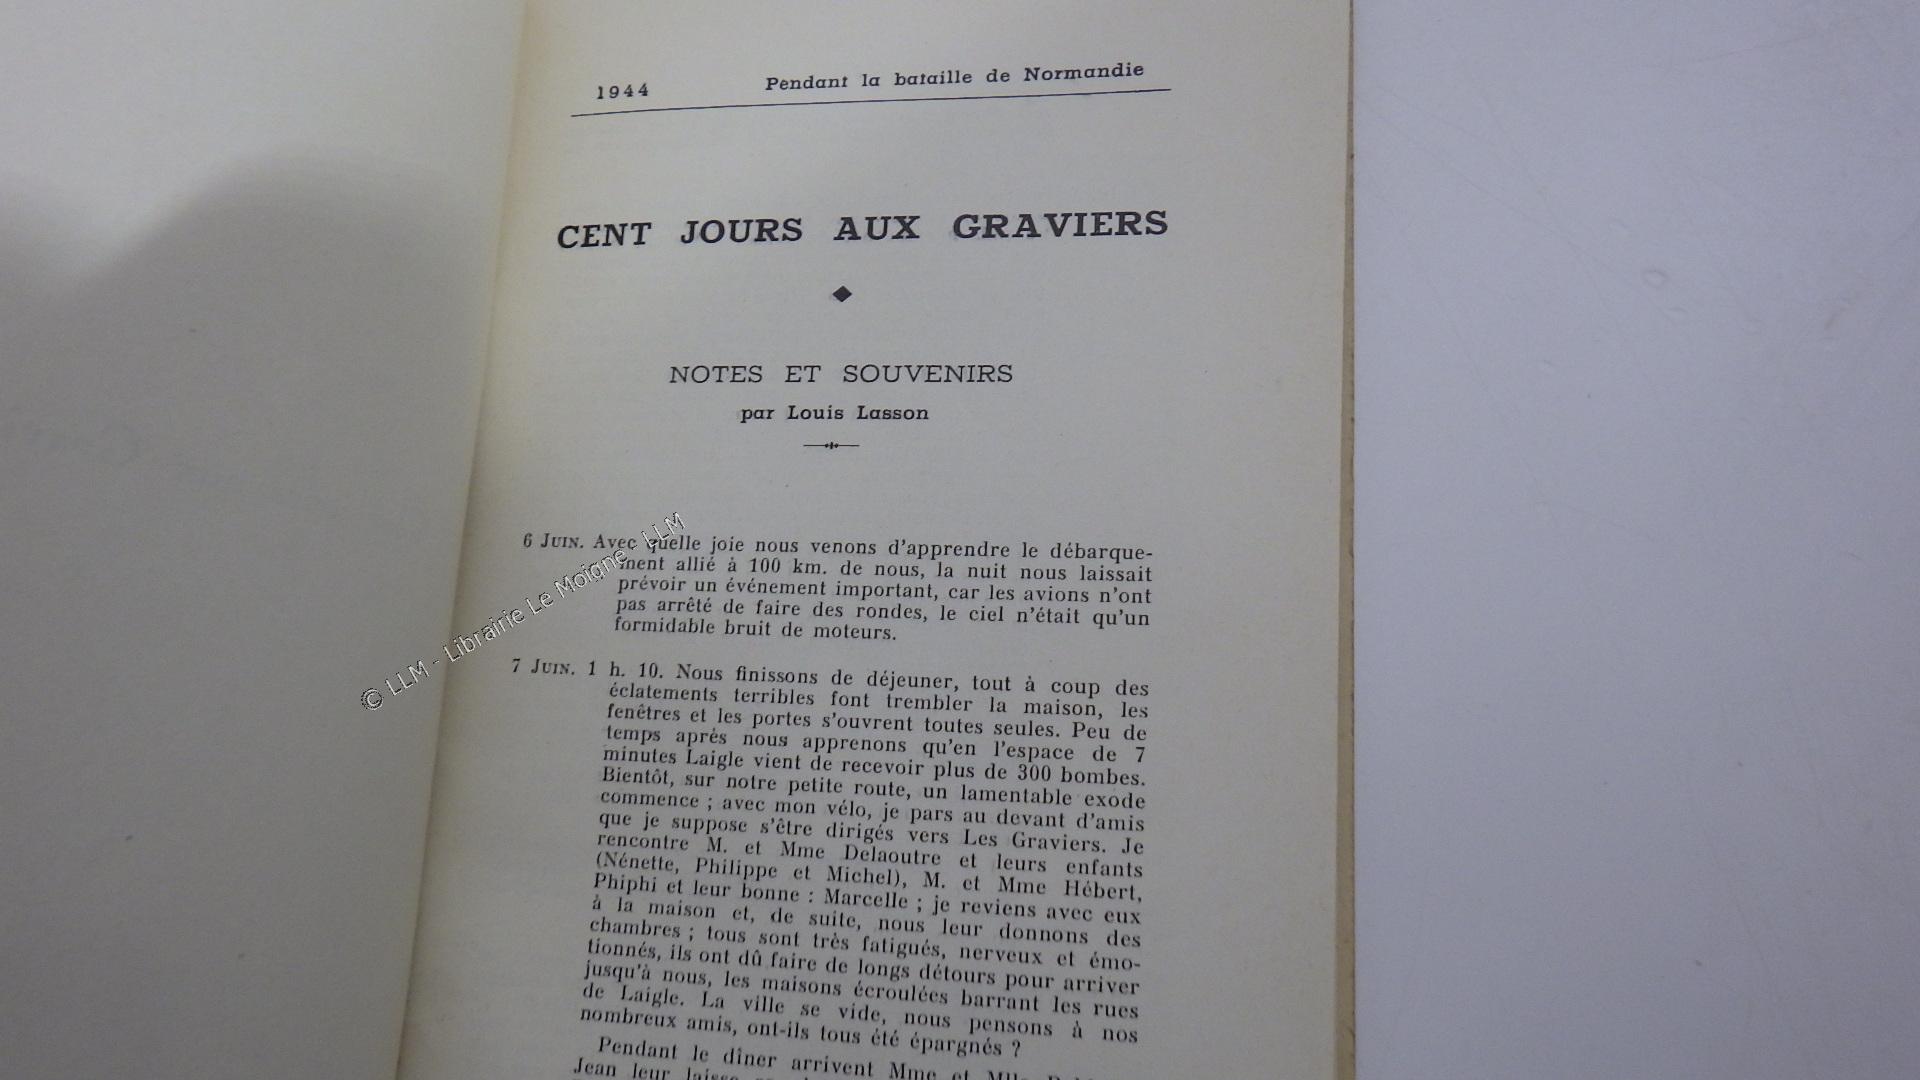 1944 Pendant la bataille de Normandie
CENT JOURS AUX GRAVIERS
NOTES ET SOUVENIRS
par Louis Lasson
6 JUIN. Avec quelle joie nous venons d'apprendre le débarque-
ment allié à 100 km. de nous, la nuit nous laissait
prévoir un événement important, car les avions n'ont
pas arrêté de faire des rondes, le ciel n'était qu'un
formidable bruit de moteurs.
7 JUIN. 1 h. 10. Nous finissons de déjeuner, tout à coup des
éclatements terribles font trembler la maison, les
fenêtres et les portes s'ouvrent toutes seules. Peu de
temps après nous apprenons qu'en l'espace de 7
minutes Laigle vient de recevoir plus de 300 bombes.
Bientôt, sur notre petite route, un lamentable exode
commence ; avec mon vélo, je pars au devant d'amis
que je suppose s'être dirigés vers Les Graviers. Je
rencontre M. et Mme Delaoutre et leurs enfants
(Nénette, Philippe et Michel), M. et Mme Hébert,
Phiphi et leur bonne : Marcelle ; je reviens avec eux
à la maison et, de suite, nous leur donnons des
chambres ; tous sont très fatigués, nerveux et émo-
tionnés, ils ont dû faire de longs détours pour arriver
jusqu'à nous, les maisons écroulées barrant les rues
de Laigle. La ville se vide, nous pensons à nos
nombreux amis, ont-ils tous été épargnés ?
Pendant le dîner arrivent Mme et Mlle
Jean leur laisse
© LLM - Librairie Le Moigne - LLM